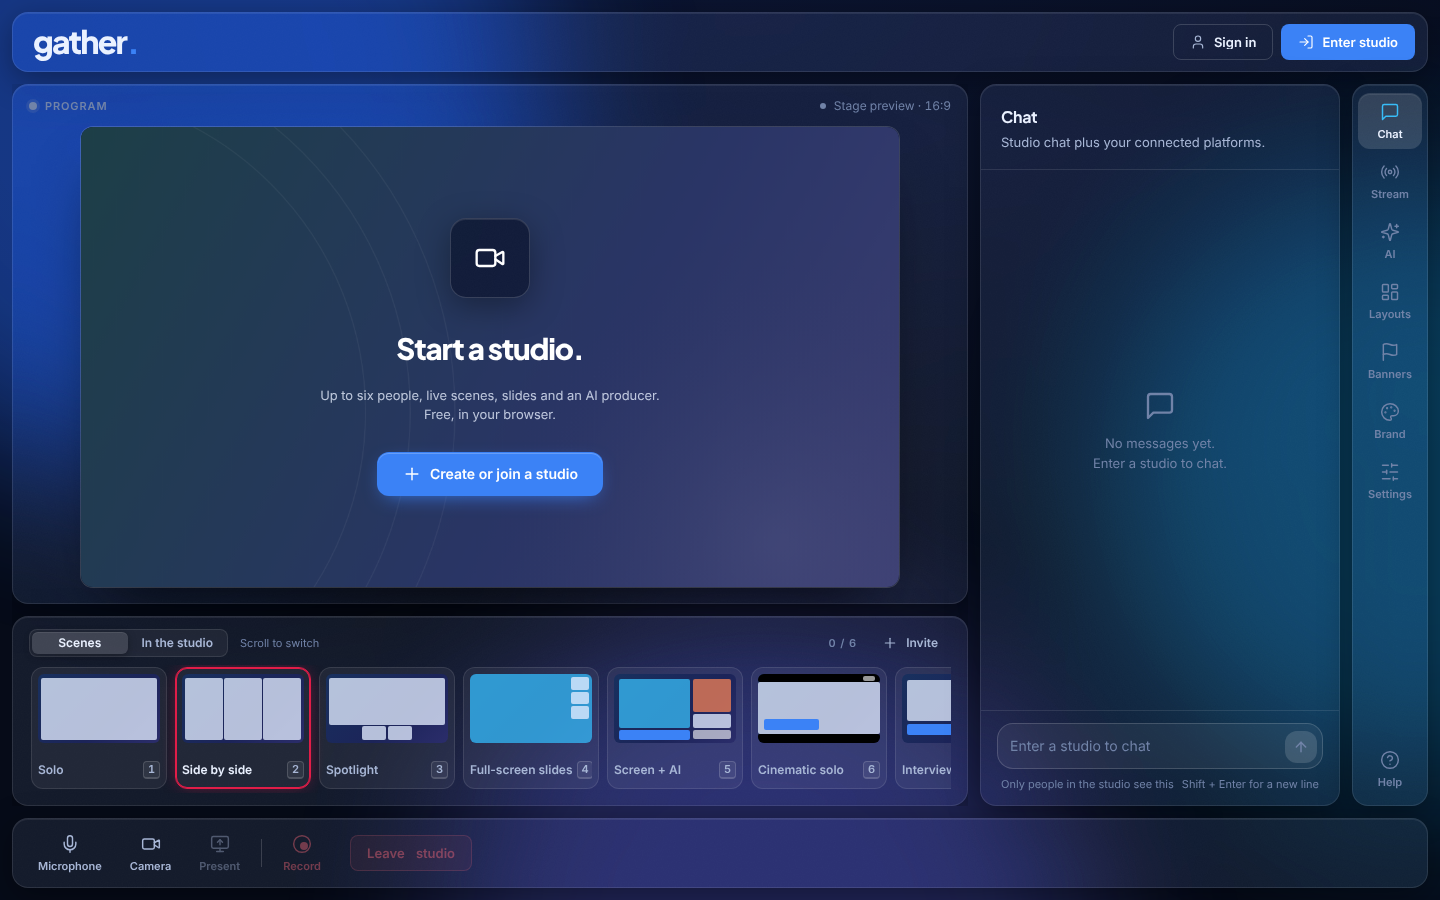 gather.
Sign in
Enter studio
PROGRAM
Stage preview · 16:9
Start a studio.
Up to six people, live scenes, slides and an AI producer.
Free, in your browser.
Create or join a studio
Scenes
In the studio
Scroll to switch
0 / 6
Invite
Solo 1
Side by side 2
Spotlight 3
Full-screen slides 4
Screen + AI 5
Cinematic solo 6
Interview
Microphone
Camera
Present
Record
Leave studio
Chat
Studio chat plus your connected platforms.
No messages yet.
Enter a studio to chat.
Enter a studio to chat
Only people in the studio see this Shift + Enter for a new line
Chat
Stream
AI
Layouts
Banners
Brand
Settings
Help